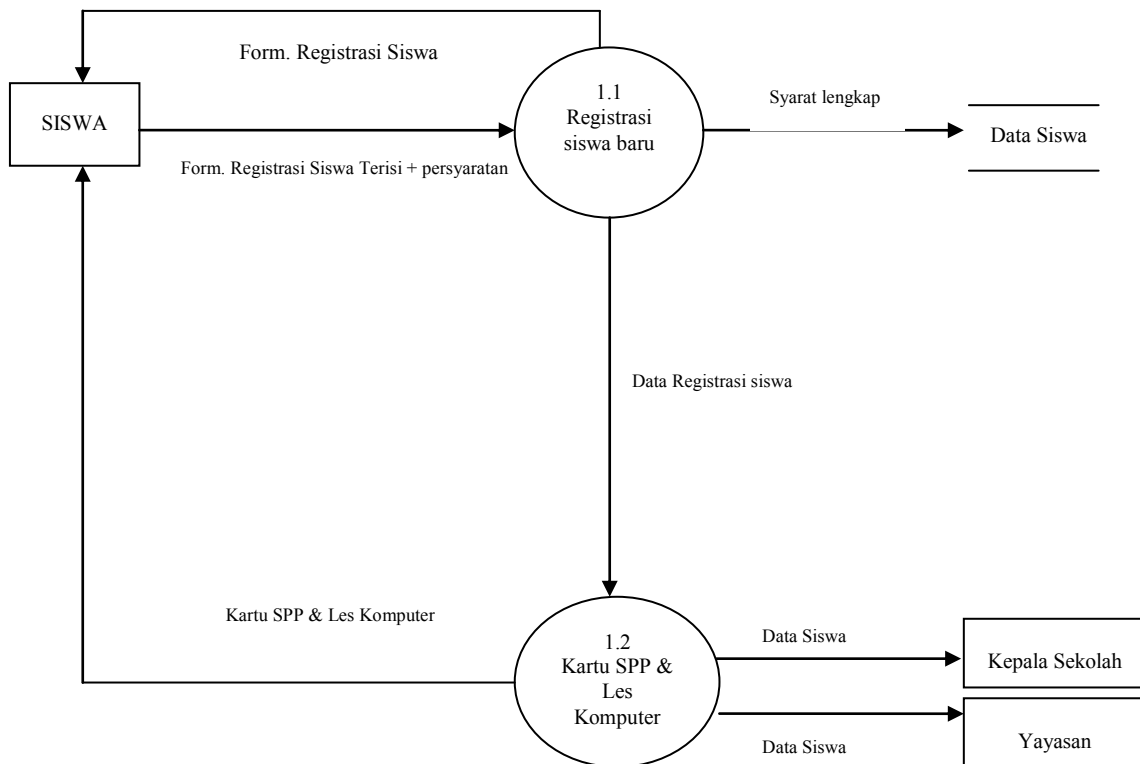 Form. Registrasi Siswa
1.1
Registrasi
siswa baru
Syarat lengkap
SISWA
Data Siswa
Form. Registrasi Siswa Terisi + persyaratan
Data Registrasi siswa
Kartu SPP & Les Komputer
1.2
Kartu SPP &
Les
Komputer
Data Siswa
Kepala Sekolah
Data Siswa
Yayasan